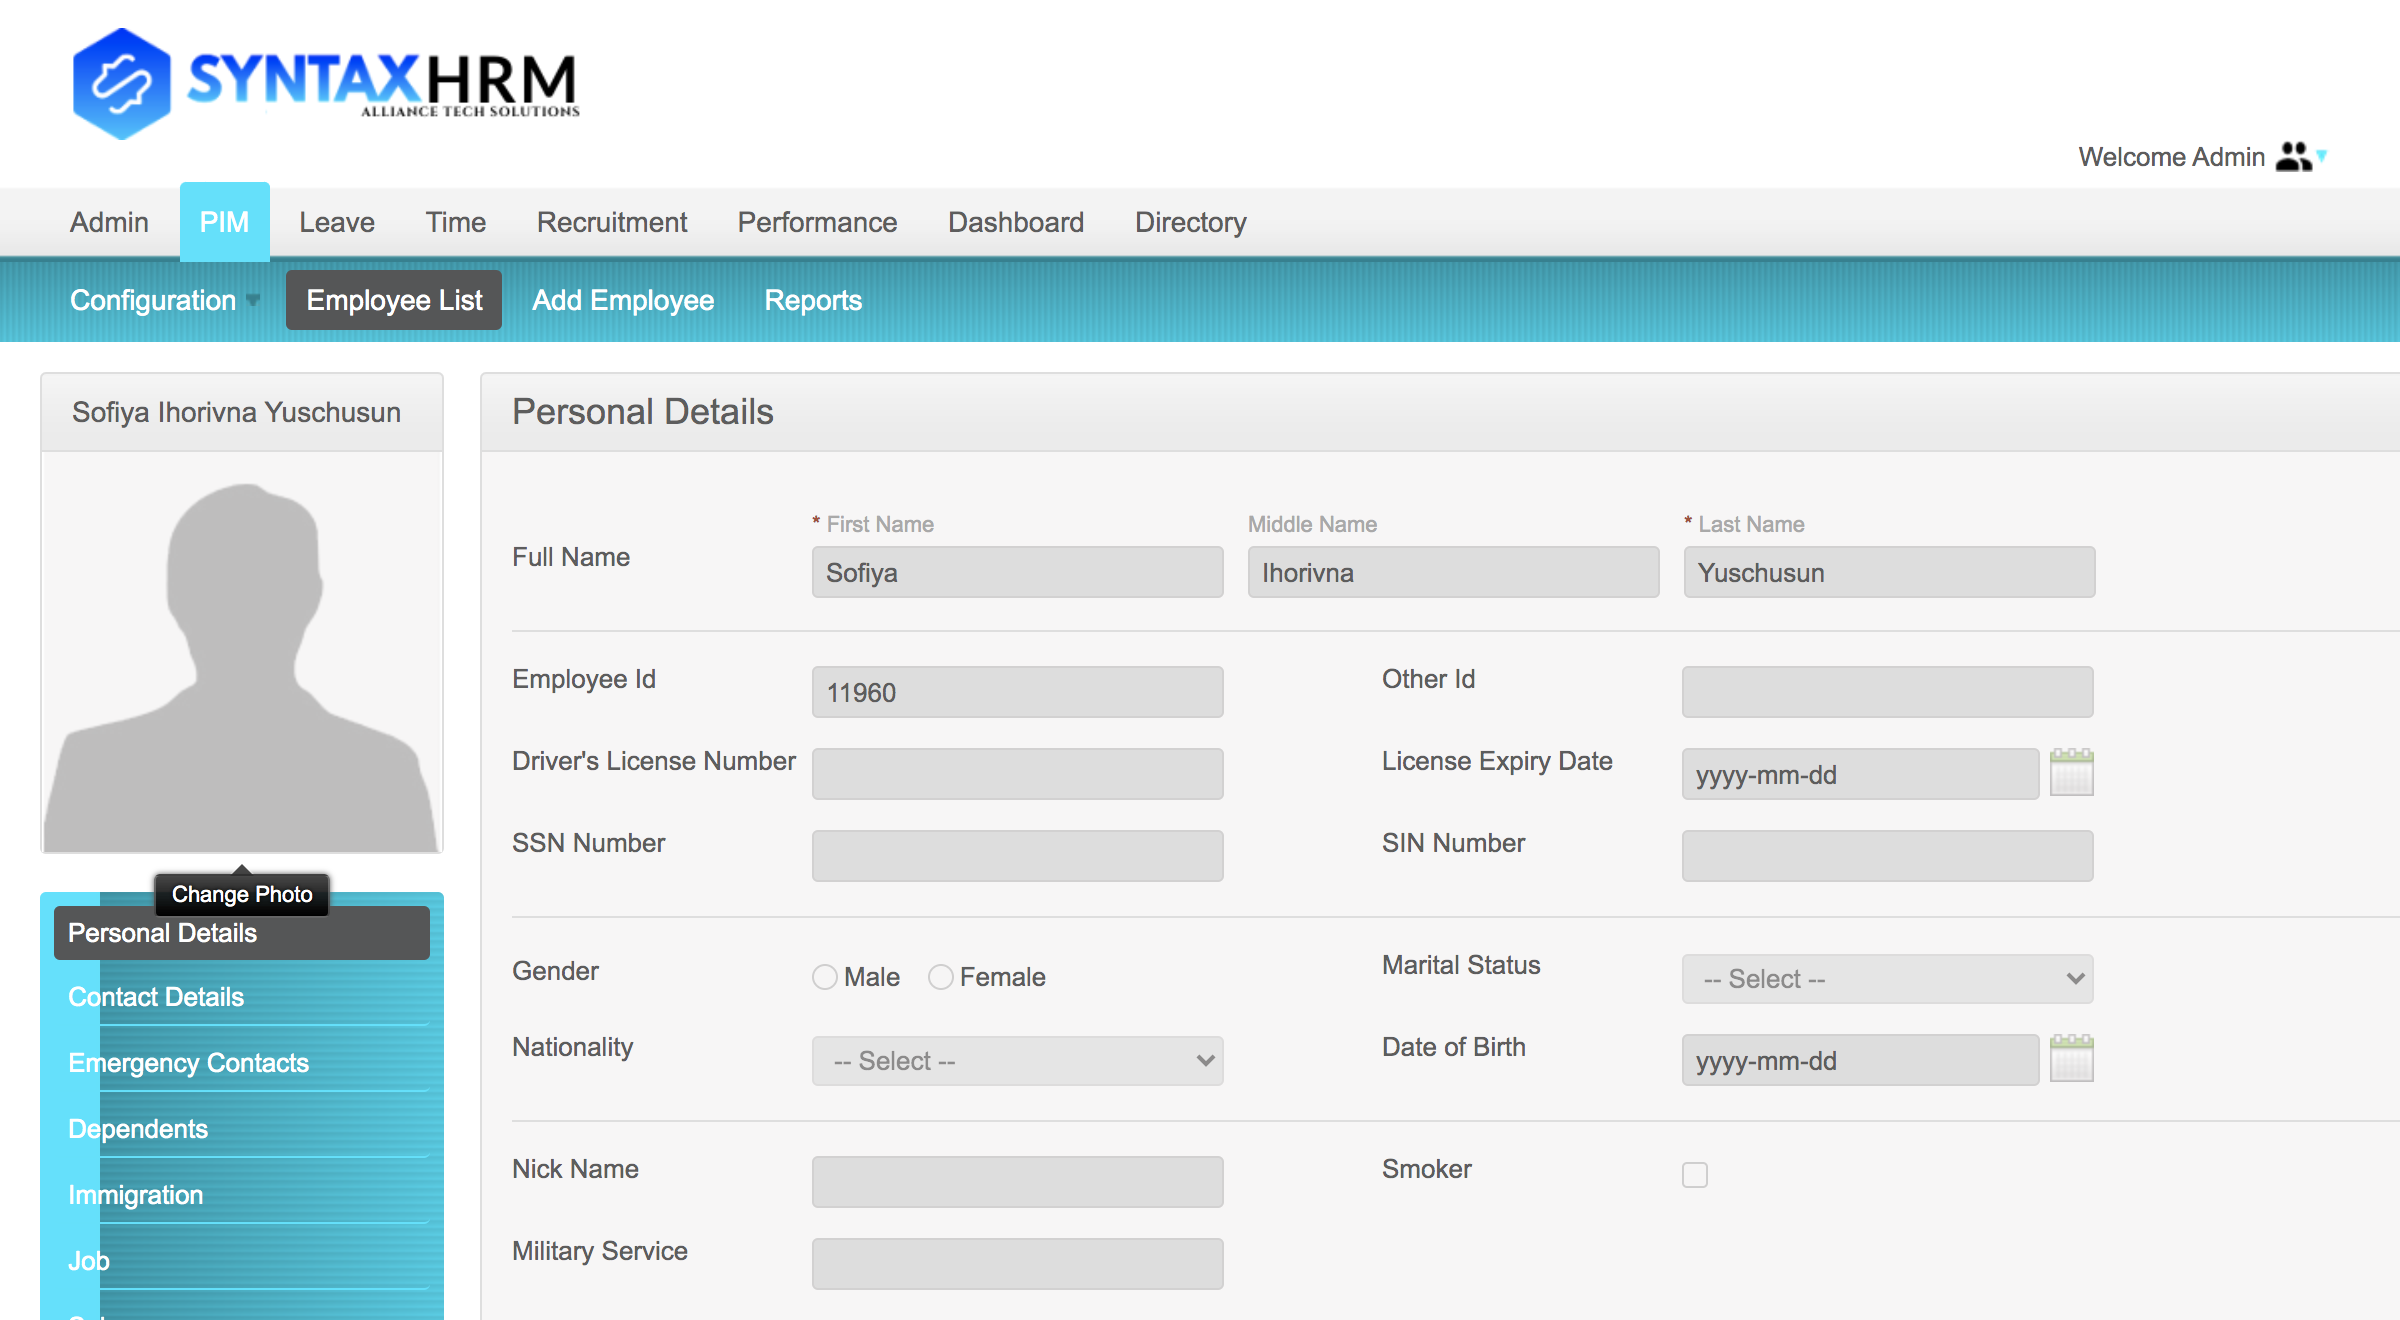 SYNTAXHRM
ALLIANCE TECH SOLUTIONS
Welcome Admin
Admin PIM Leave Time Recruitment Performance Dashboard Directory
Configuration Employee List Add Employee Reports
Sofiya Ihorivna Yuschusun
Change Photo
Personal Details
Contact Details
Emergency Contacts
Dependents
Immigration
Job
Personal Details
* First Name Middle Name * Last Name
Full Name Sofiya Ihorivna Yuschusun
Employee Id 11960 Other Id
Driver's License Number License Expiry Date yyyy-mm-dd
SSN Number SIN Number
Gender Male Female Marital Status -- Select --
Nationality -- Select -- Date of Birth yyyy-mm-dd
Nick Name Smoker
Military Service